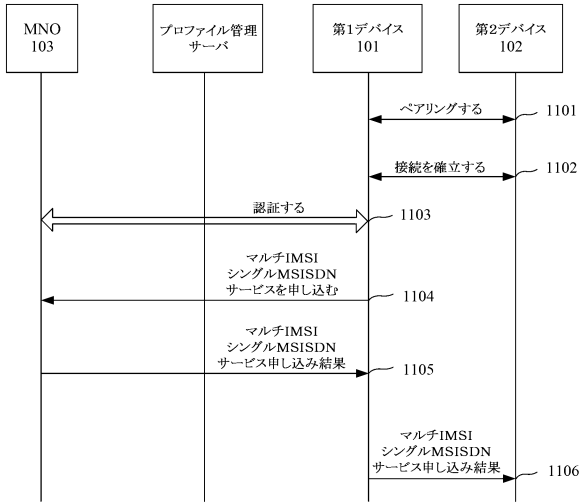 MNO
103
プロファイル管理
サーバ
第1デバイス
101
第2デバイス
102
ペアリングする
1101
接続を確立する
1102
認証する
1103
マルチIMSI
シングルMSISDN
サービスを申し込む
1104
マルチIMSI
シングルMSISDN
サービス申し込み結果
1105
マルチIMSI
シングルMSISDN
サービス申し込み結果
1106